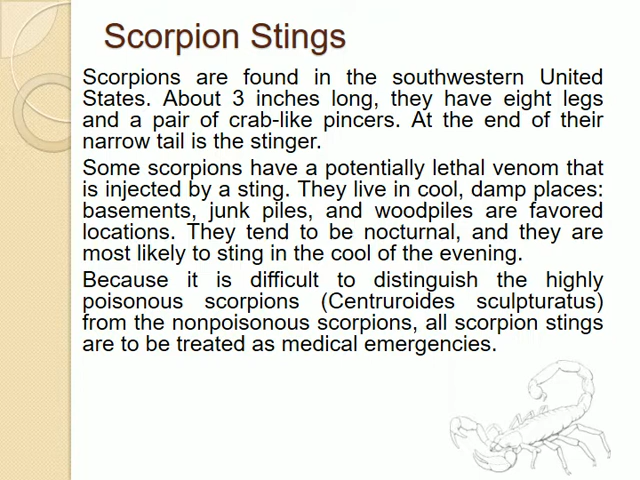 Scorpion Stings
Scorpions are found in the southwestern United
States. About 3 inches long, they have eight legs
and a pair of crab-like pincers. At the end of their
narrow tail is the stinger.
Some scorpions have a potentially lethal venom that
is injected by a sting. They live in cool, damp places:
basements, junk piles, and woodpiles are favored
locations. They tend to be nocturnal, and they are
most likely to sting in the cool of the evening.
Because it is difficult to distinguish the highly
poisonous scorpions (Centruroides sculpturatus)
from the nonpoisonous scorpions, all scorpion stings
are to be treated as medical emergencies.